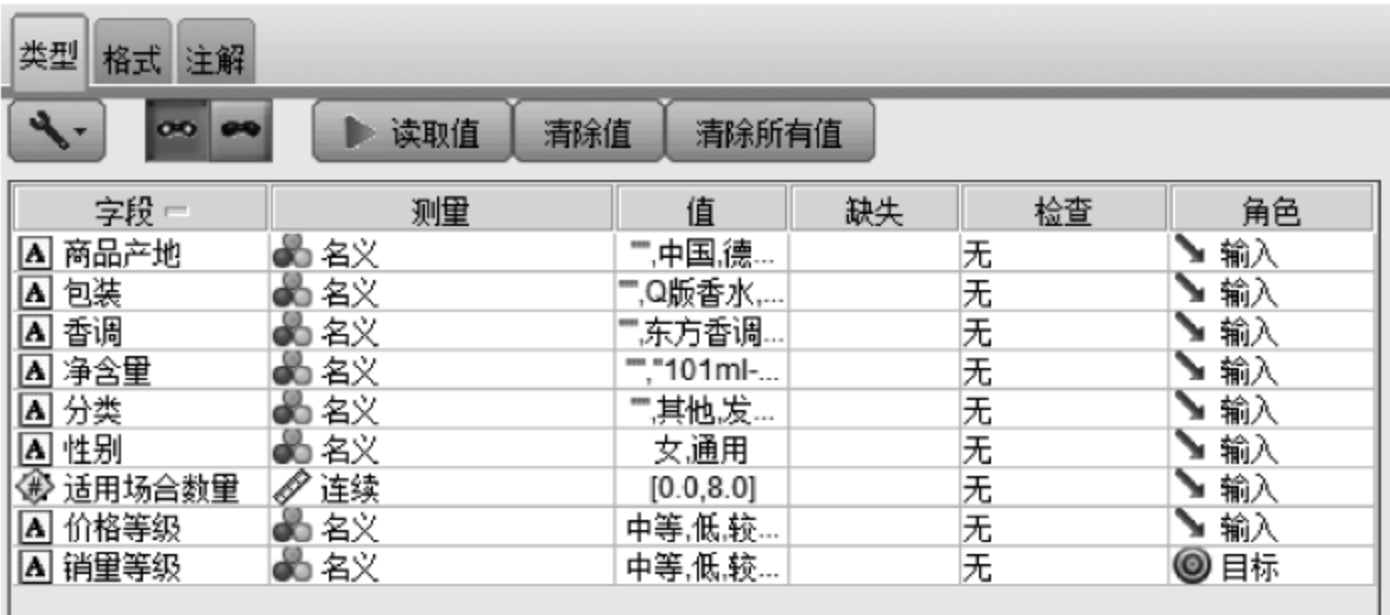 类型 格式 注解
读取值 清除值 清除所有值
字段 测量 值 缺失 检查 角色
A 商品产地 名义 "",中国,德... 无 输入
A 包装 名义 "",Q版香水,... 无 输入
A 香调 名义 "",东方香调... 无 输入
A 净含量 名义 "","101ml-... 无 输入
A 分类 名义 "",其他,发... 无 输入
A 性别 名义 女,通用 无 输入
# 适用场合数量 连续 [0.0,8.0] 无 输入
A 价格等级 名义 中等,低,较... 无 输入
A 销量等级 名义 中等,低,较... 无 目标